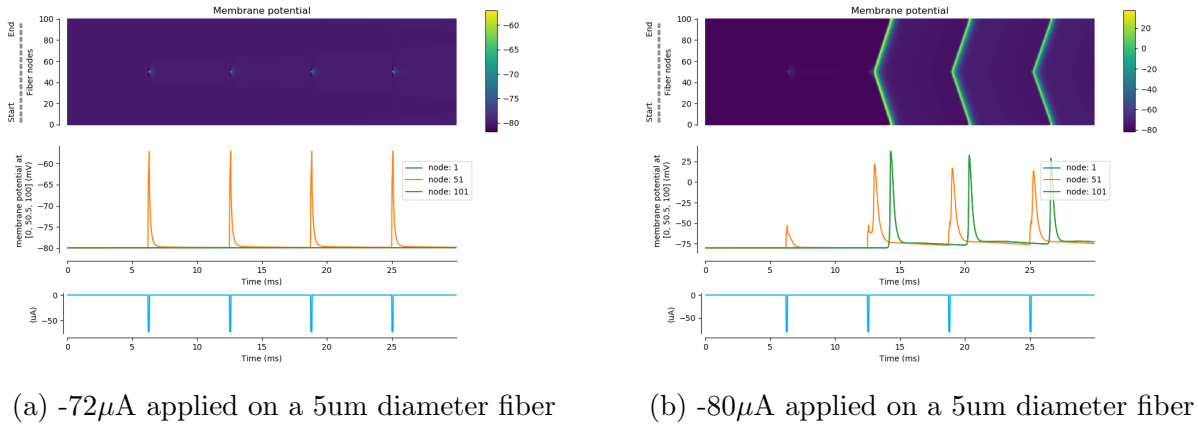 Membrane potential
Start Fiber nodes End
100
80
60
40
20
0
−60
−65
−70
−75
−80
membrane potential at
[0, 50.5, 100] (mV)
−60
−65
−70
−75
−80
node: 1
node: 51
node: 101
0 5 10 15 20 25
Time (ms)
(uA)
0
−50
0 5 10 15 20 25
Time (ms)
(a) -72μA applied on a 5um diameter fiber
Membrane potential
Start Fiber nodes End
100
80
60
40
20
0
20
0
−20
−40
−60
−80
membrane potential at
[0, 50.5, 100] (mV)
25
0
−25
−50
−75
node: 1
node: 51
node: 101
0 5 10 15 20 25
Time (ms)
(uA)
0
−50
0 5 10 15 20 25
Time (ms)
(b) -80μA applied on a 5um diameter fiber